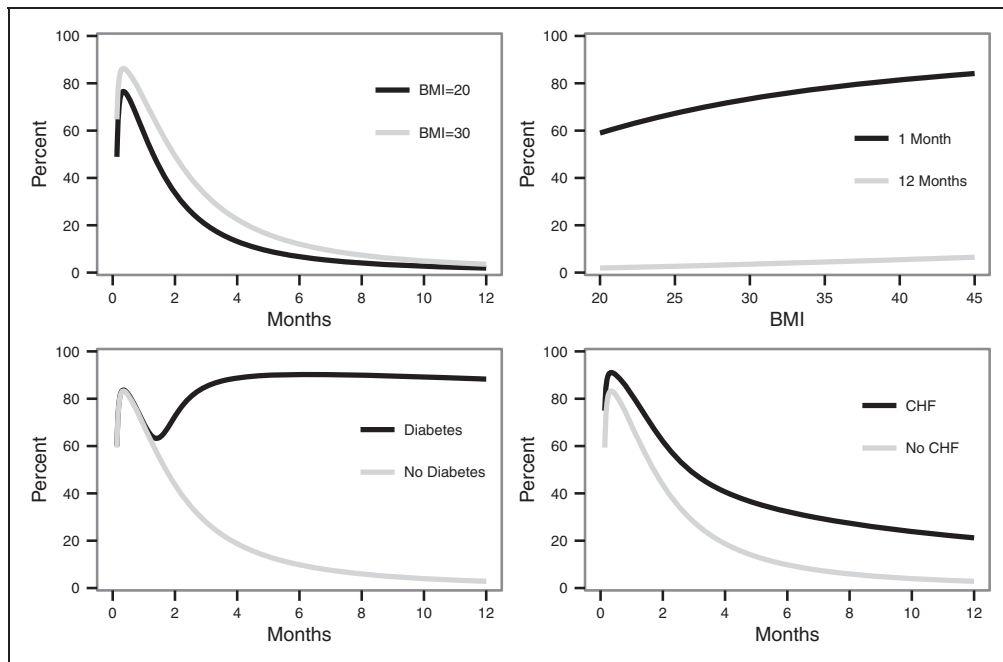 100
80
60
40
20
0
Percent
BMI=20
BMI=30
0 2 4 6 8 10 12
Months
100
80
60
40
20
0
Percent
1 Month
12 Months
20 25 30 35 40 45
BMI
100
80
60
40
20
0
Percent
Diabetes
No Diabetes
0 2 4 6 8 10 12
Months
100
80
60
40
20
0
Percent
CHF
No CHF
0 2 4 6 8 10 12
Months